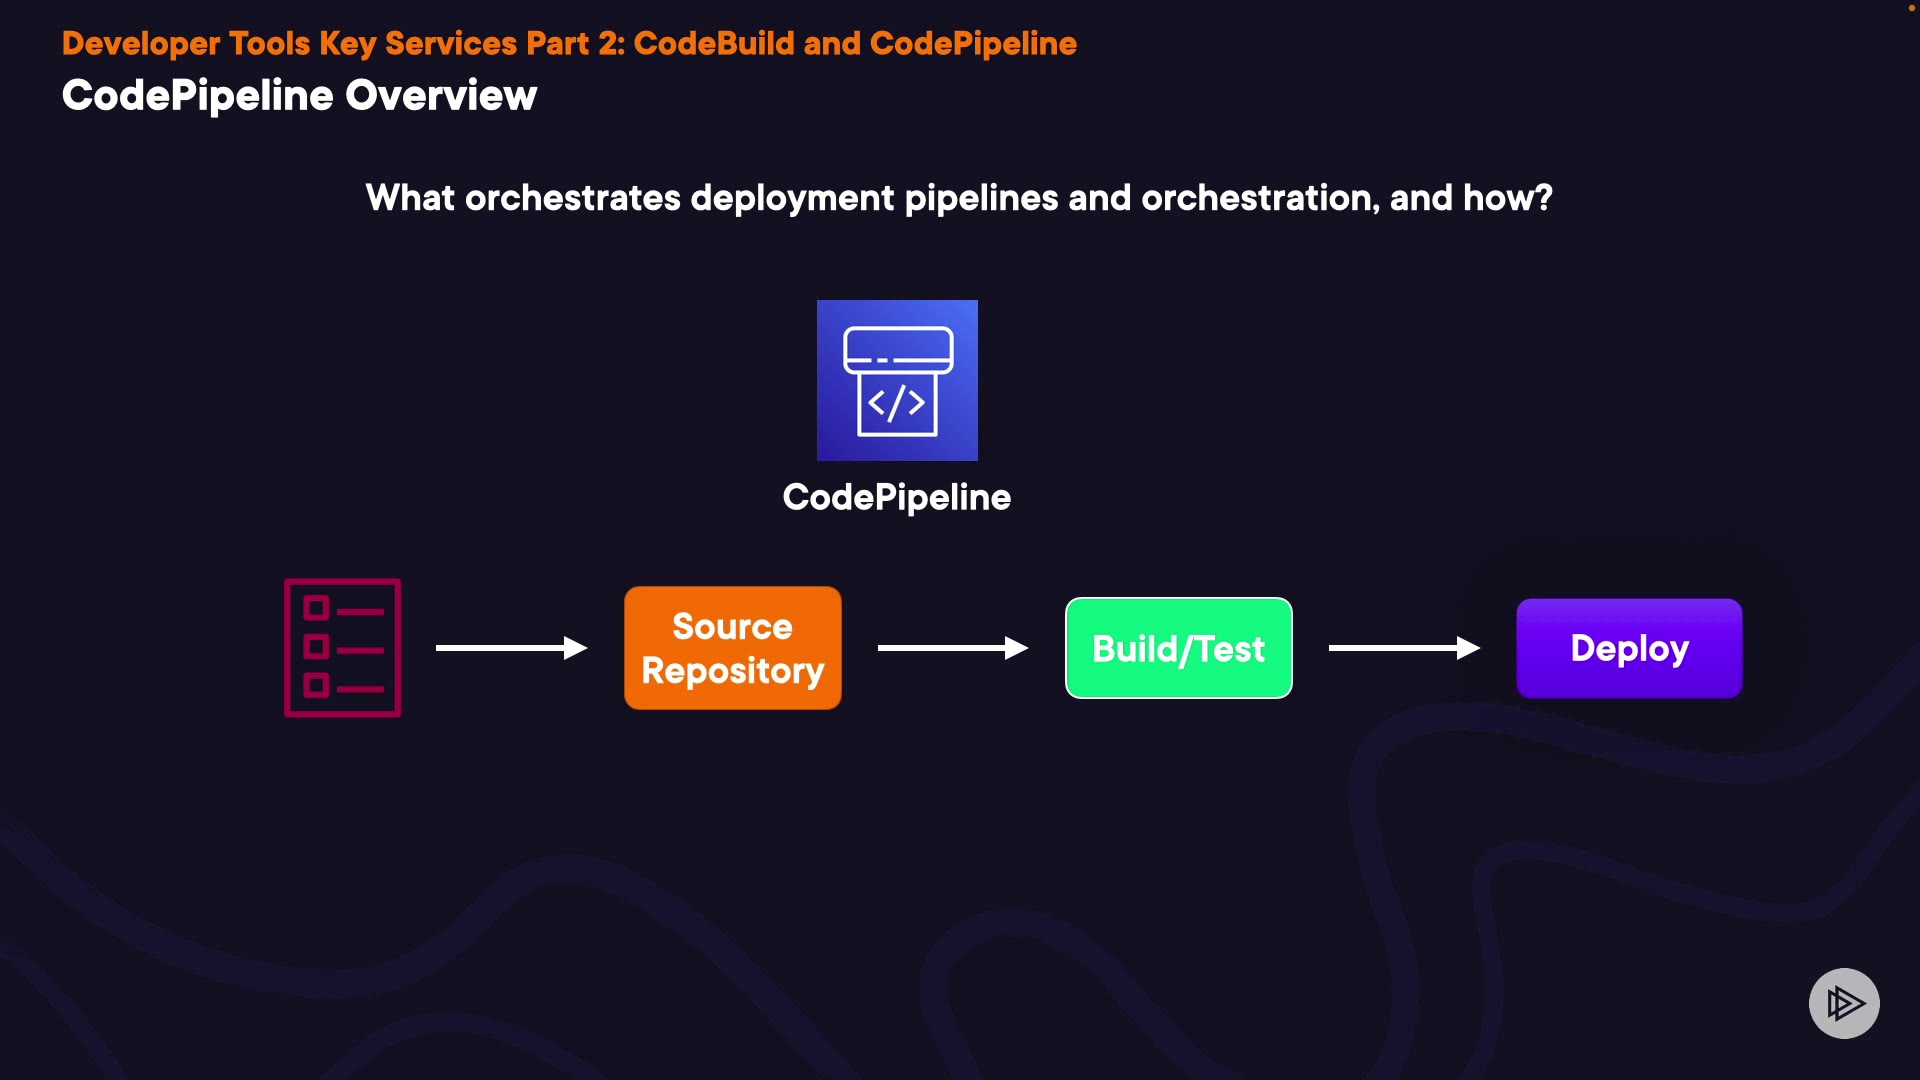 Developer Tools Key Services Part 2: CodeBuild and CodePipeline
CodePipeline Overview
What orchestrates deployment pipelines and orchestration, and how?
</>
CodePipeline
Source
Repository
Build/Test
Deploy